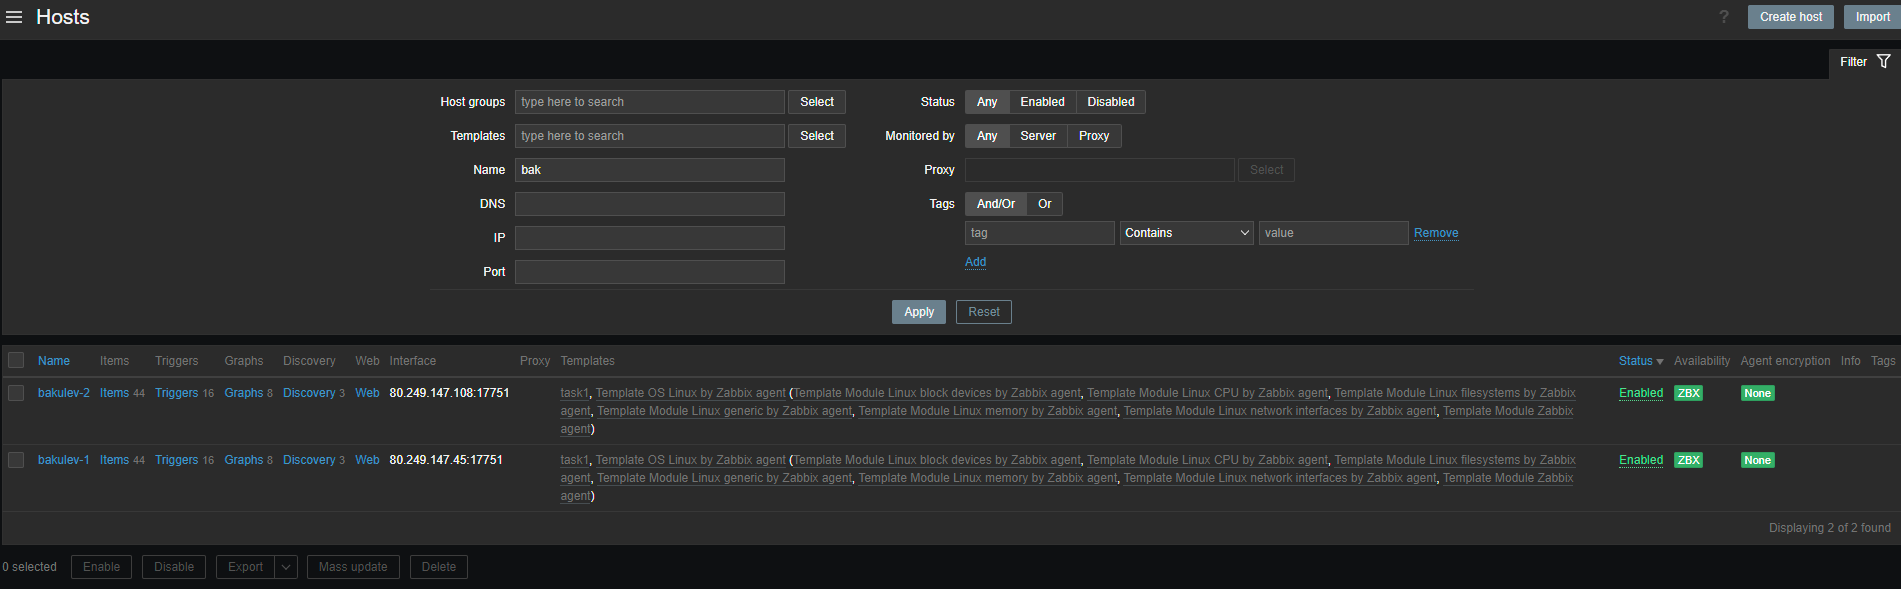 Hosts
? Create host Import
Filter
Host groups type here to search Select Status Any Enabled Disabled
Templates type here to search Select Monitored by Any Server Proxy
Name bak Proxy Select
DNS Tags And/Or Or
tag Contains value Remove
IP
Add
Port
Apply Reset
Name Items Triggers Graphs Discovery Web Interface Proxy Templates Status Availability Agent encryption Info Tags
bakulev-2 Items 44 Triggers 16 Graphs 8 Discovery 3 Web 80.249.147.108:17751 task1, Template OS Linux by Zabbix agent (Template Module Linux block devices by Zabbix agent, Template Module Linux CPU by Zabbix agent, Template Module Linux filesystems by Zabbix Enabled ZBX None
agent, Template Module Linux generic by Zabbix agent, Template Module Linux memory by Zabbix agent, Template Module Linux network interfaces by Zabbix agent, Template Module Zabbix
agent)
bakulev-1 Items 44 Triggers 16 Graphs 8 Discovery 3 Web 80.249.147.45:17751 task1, Template OS Linux by Zabbix agent (Template Module Linux block devices by Zabbix agent, Template Module Linux CPU by Zabbix agent, Template Module Linux filesystems by Zabbix Enabled ZBX None
agent, Template Module Linux generic by Zabbix agent, Template Module Linux memory by Zabbix agent, Template Module Linux network interfaces by Zabbix agent, Template Module Zabbix
agent)
Displaying 2 of 2 found
0 selected Enable Disable Export Mass update Delete